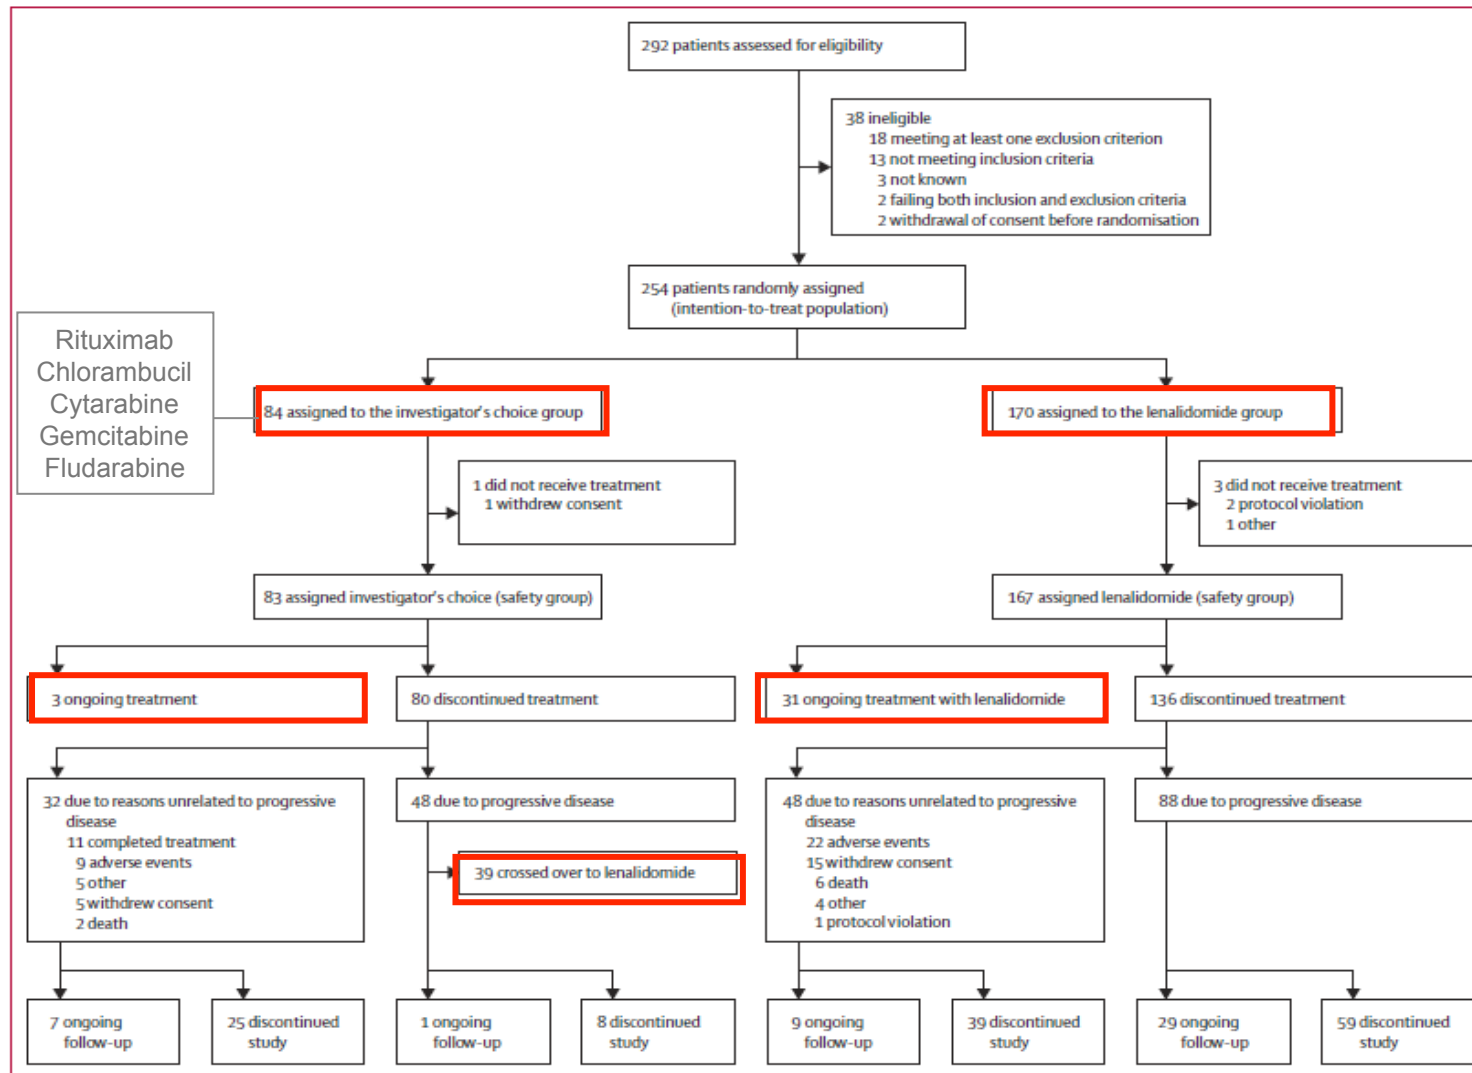 292 patients assessed for eligibility
38 ineligible
18 meeting at least one exclusion criterion
13 not meeting inclusion criteria
3 not known
2 failing both inclusion and exclusion criteria
2 withdrawal of consent before randomisation
254 patients randomly assigned
(intention-to-treat population)
Rituximab
Chlorambucil
Cytarabine
Gemcitabine
Fludarabine
84 assigned to the investigator's choice group
170 assigned to the lenalidomide group
1 did not receive treatment
1 withdrew consent
3 did not receive treatment
2 protocol violation
1 other
83 assigned investigator's choice (safety group)
167 assigned lenalidomide (safety group)
3 ongoing treatment
80 discontinued treatment
31 ongoing treatment with lenalidomide
136 discontinued treatment
32 due to reasons unrelated to progressive
disease
11 completed treatment
9 adverse events
5 other
5 withdrew consent
2 death
48 due to progressive disease
39 crossed over to lenalidomide
48 due to reasons unrelated to progressive
disease
22 adverse events
15 withdrew consent
6 death
4 other
1 protocol violation
88 due to progressive disease
7 ongoing
follow-up
25 discontinued
study
1 ongoing
follow-up
8 discontinued
study
9 ongoing
follow-up
39 discontinued
study
29 ongoing
follow-up
59 discontinued
study